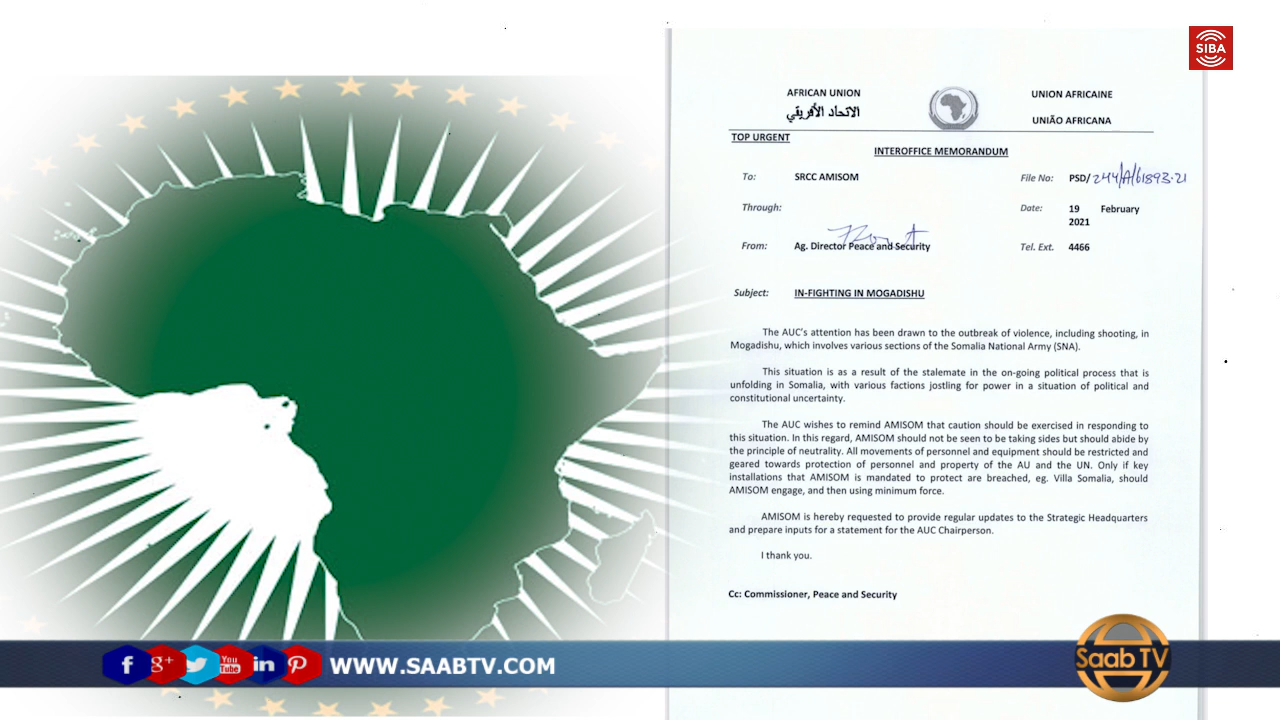 SIBA
AFRICAN UNION
UNION AFRICAINE
الاتحاد الأفريقي
UNIÃO AFRICANA
TOP URGENT
INTEROFFICE MEMORANDUM
To: SRCC AMISOM File No: PSD/244/A/61893.21
Through: Date: 19 February
2021
From: Ag. Director Peace and Security Tel. Ext. 4466
Subject: IN-FIGHTING IN MOGADISHU
The AUC's attention has been drawn to the outbreak of violence, including shooting, in
Mogadishu, which involves various sections of the Somalia National Army (SNA).
This situation is as a result of the stalemate in the on-going political process that is
unfolding in Somalia, with various factions jostling for power in a situation of political and
constitutional uncertainty.
The AUC wishes to remind AMISOM that caution should be exercised in responding to
this situation. In this regard, AMISOM should not be seen to be taking sides but should abide by
the principle of neutrality. All movements of personnel and equipment should be restricted and
geared towards protection of personnel and property of the AU and the UN. Only if key
installations that AMISOM is mandated to protect are breached, eg. Villa Somalia, should
AMISOM engage, and then using minimum force.
AMISOM is hereby requested to provide regular updates to the Strategic Headquarters
and prepare inputs for a statement for the AUC Chairperson.
I thank you.
Cc: Commissioner, Peace and Security
f g+ You Tube in P WWW.SAABTV.COM
Saab TV